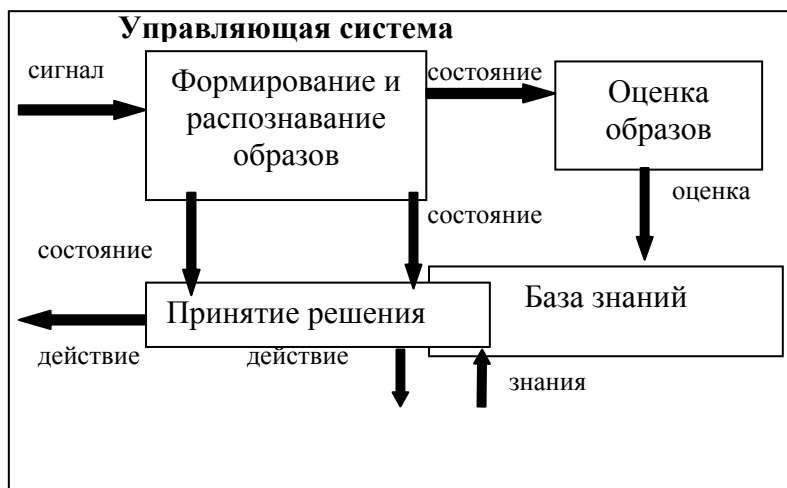 Управляющая система
сигнал
Формирование и
распознавание
образов
состояние
Оценка
образов
состояние
состояние
оценка
Принятие решения
База знаний
действие
действие
знания